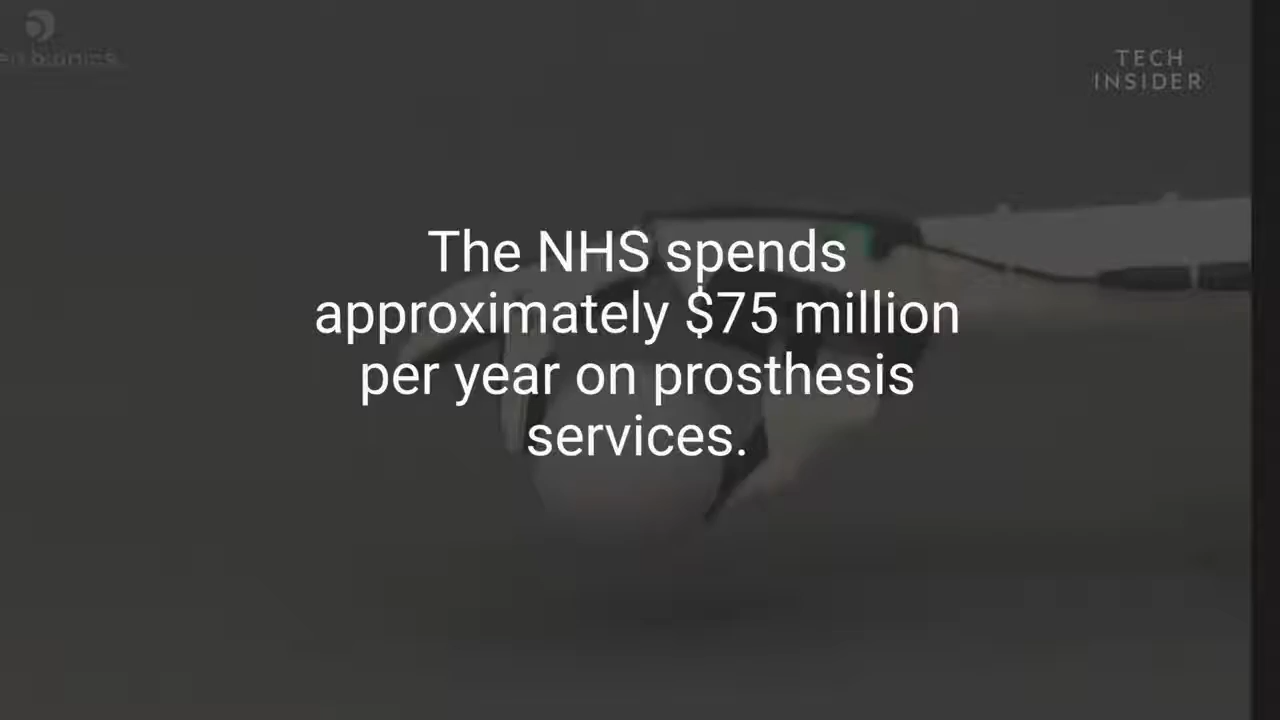 TECH
INSIDER
The NHS spends
approximately $75 million
per year on prosthesis
services.